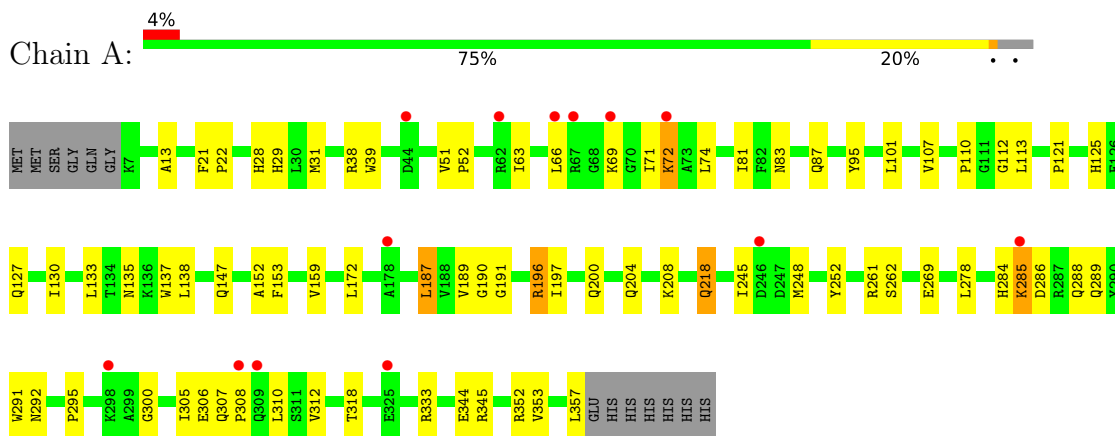 4%
Chain A:
75% 20% • •
MET MET SER GLY GLN GLY K7 A13 F21 P22 H28 H29 L30 M31 R38 W39 D44 V51 P52 R62 I63 L66 R67 G68 K69 G70 I71 K72 A73 L74 I81 F82 N83 Q87 Y95 L101 V107 P110 G111 G112 L113 P121 H125 E126
Q127 I130 L133 T134 N135 K136 W137 L138 Q147 A152 F153 V159 L172 A178 L187 V188 V189 G190 G191 R196 I197 Q200 Q204 K208 Q218 I245 D246 D247 M248 Y252 R261 S262 E269 L278 H284 K285 D286 R287 Q288 Q289 Y290
W291 N292 P295 K298 A299 G300 I305 E306 Q307 P308 Q309 L310 S311 V312 T318 E325 R333 E344 R345 R352 V353 L357 GLU HIS HIS HIS HIS HIS HIS